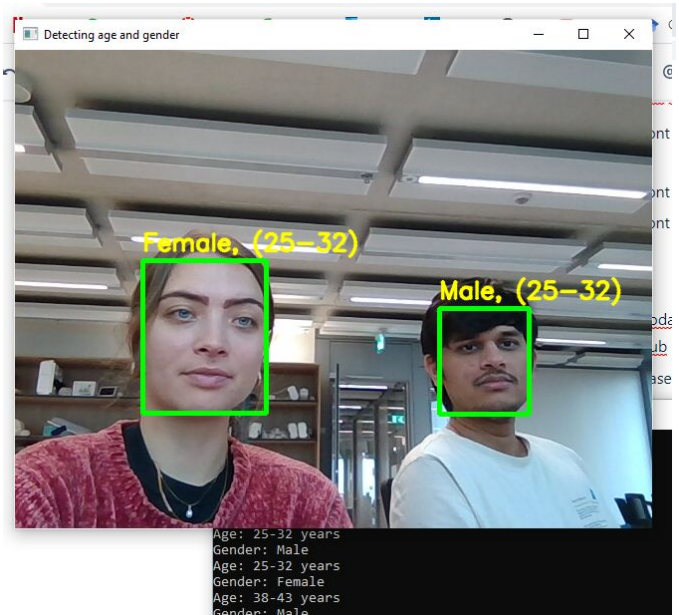 Detecting age and gender
Female, (25-32)
Male, (25-32)
Age: 25-32 years
Gender: Male
Age: 25-32 years
Gender: Female
Age: 38-43 years
Gender: Male